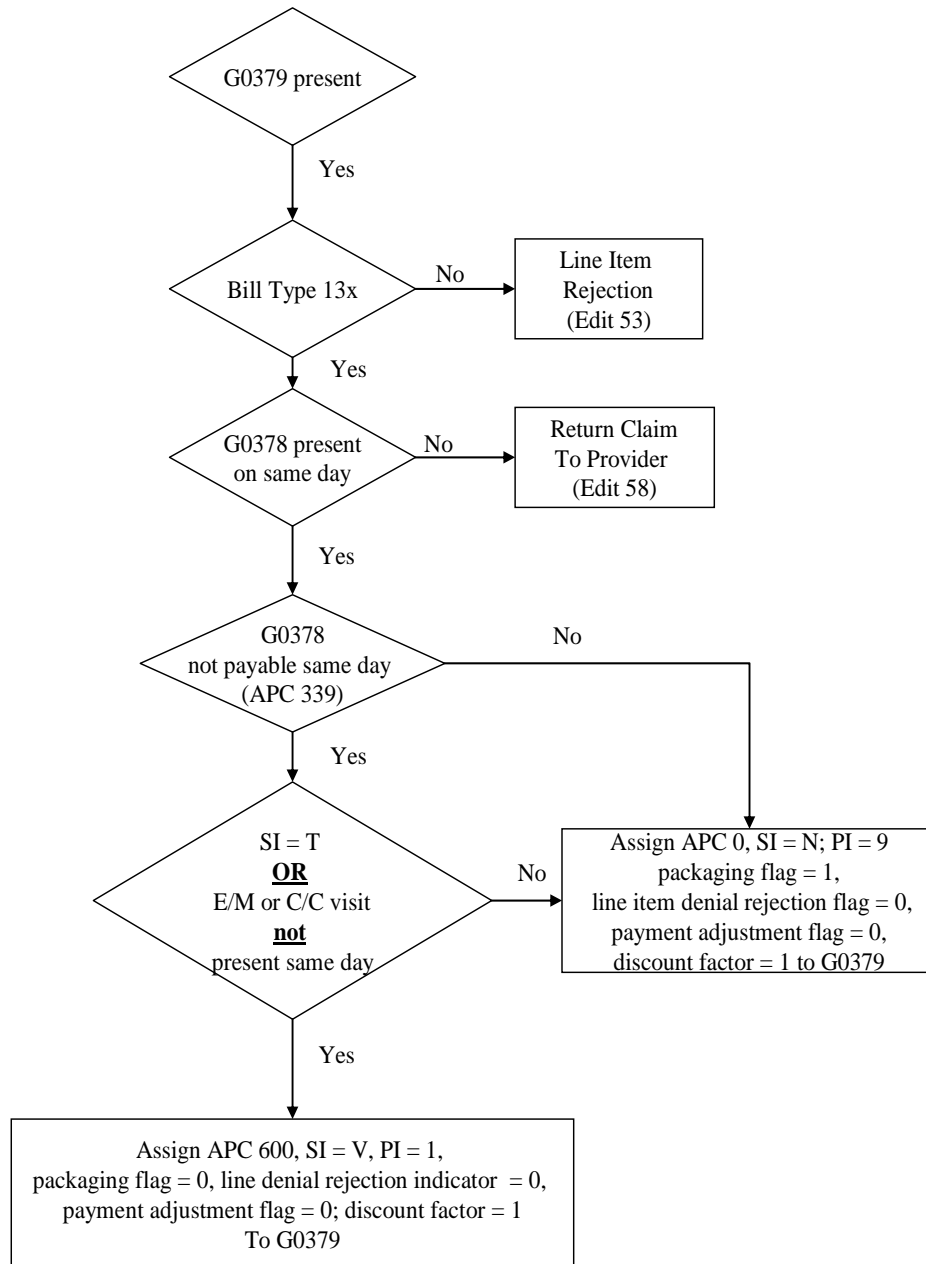 G0379 present
Yes
Bill Type 13x
No
Line Item
Rejection
(Edit 53)
Yes
G0378 present
on same day
No
Return Claim
To Provider
(Edit 58)
Yes
G0378
not payable same day
(APC 339)
No
Yes
SI = T
OR
E/M or C/C visit
not
present same day
No
Assign APC 0, SI = N; PI = 9
packaging flag = 1,
line item denial rejection flag = 0,
payment adjustment flag = 0,
discount factor = 1 to G0379
Yes
Assign APC 600, SI = V, PI = 1,
packaging flag = 0, line denial rejection indicator  = 0,
payment adjustment flag = 0; discount factor = 1
To G0379